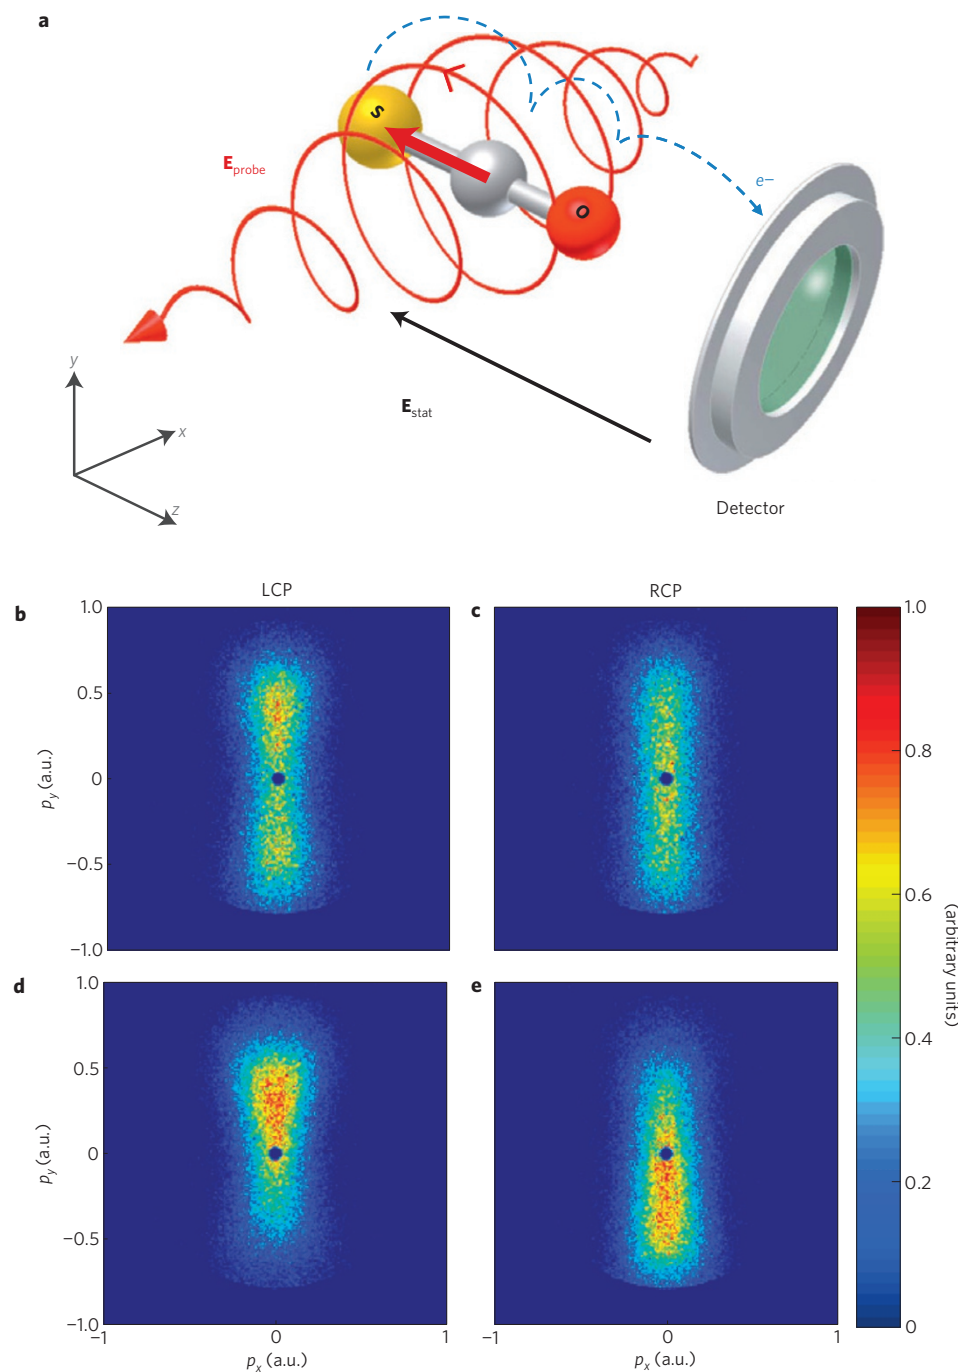 a
S
E probe
O
e−
y
x
z
E stat
Detector
LCP
RCP
b
c
1.0
0.5
0
−0.5
−1.0
p_y (a.u.)
1.0
0.8
0.6
0.4
0.2
0
(arbitrary units)
d
e
1.0
0.5
0
−0.5
−1.0
p_y (a.u.)
−1
0
1
−1
0
1
p_x (a.u.)
p_x (a.u.)